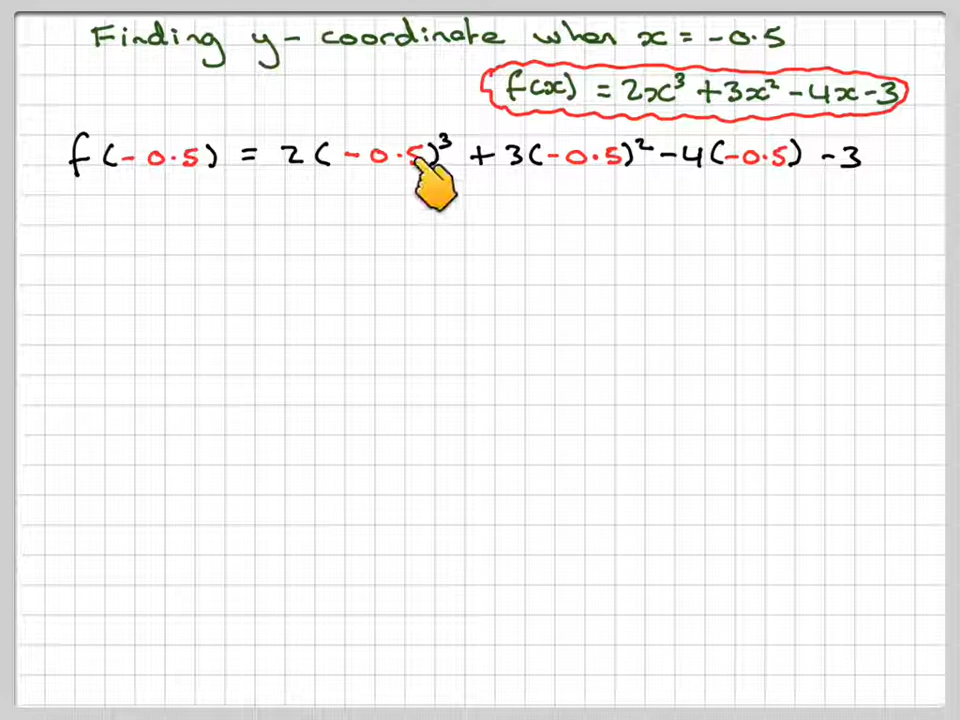 Finding y-coordinate when x = -0.5
f(x) = 2x³ + 3x² - 4x - 3
f(-0.5) = 2(-0.5)³ + 3(-0.5)² - 4(-0.5) - 3